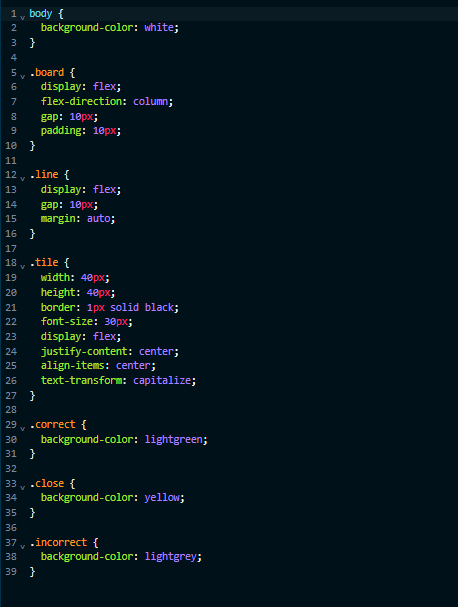 1 body {
2 background-color: white;
3 }
4
5 .board {
6 display: flex;
7 flex-direction: column;
8 gap: 10px;
9 padding: 10px;
10 }
11
12 .line {
13 display: flex;
14 gap: 10px;
15 margin: auto;
16 }
17
18 .tile {
19 width: 40px;
20 height: 40px;
21 border: 1px solid black;
22 font-size: 30px;
23 display: flex;
24 justify-content: center;
25 align-items: center;
26 text-transform: capitalize;
27 }
28
29 .correct {
30 background-color: lightgreen;
31 }
32
33 .close {
34 background-color: yellow;
35 }
36
37 .incorrect {
38 background-color: lightgrey;
39 }